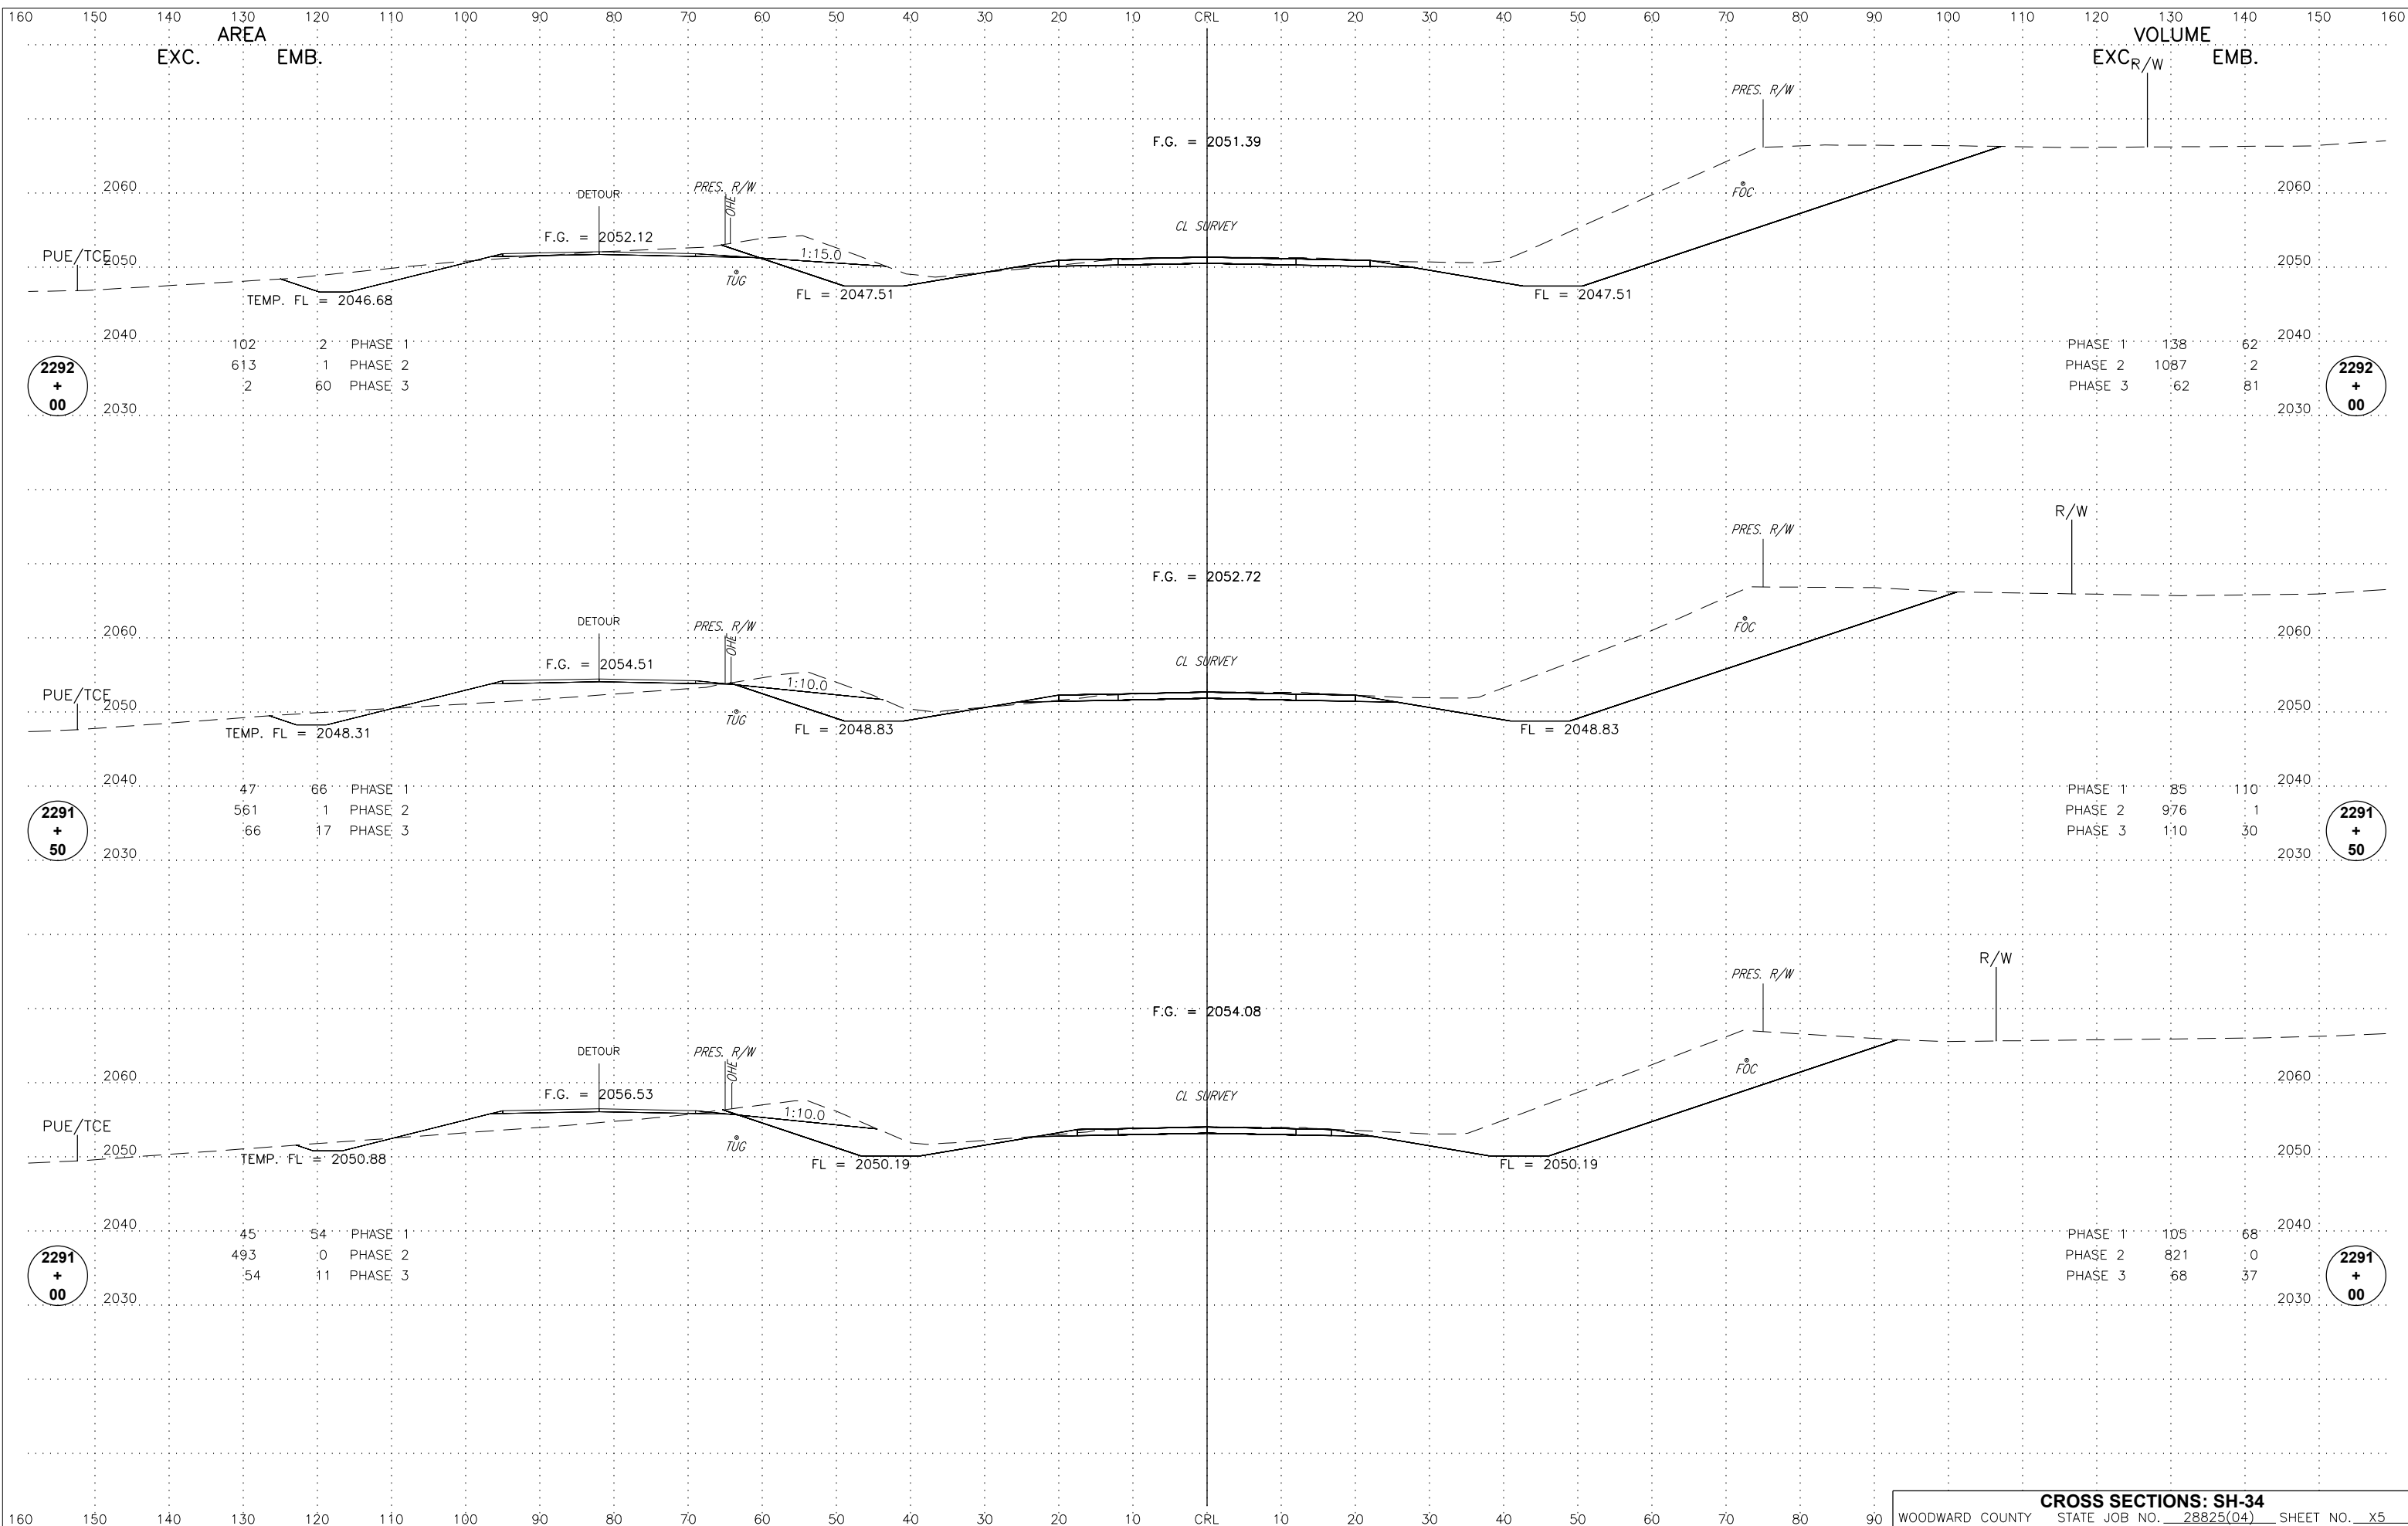 160 150 140 130 120 110 100 90 80 70 60 50 40 30 20 10 CRL 10 20 30 40 50 60 70 80 90 100 110 120 130 140 150 160
AREA VOLUME
EXC. EMB. EXC. R/W EMB.
PRES. R/W
F.G. = 2051.39
2060 DETOUR PRES. R/W OHE FOC 2060
F.G. = 2052.12 CL SURVEY
PUE/TCE 2050 1:15.0 2050
TUG
TEMP. FL = 2046.68 FL = 2047.51 FL = 2047.51
2040 2040
102 2 PHASE 1 PHASE 1 138 62
613 1 PHASE 2 PHASE 2 1087 2
2 60 PHASE 3 PHASE 3 62 81
2292 + 00 2292 + 00
2030 2030
R/W
PRES. R/W
F.G. = 2052.72
2060 DETOUR PRES. R/W OHE FOC 2060
F.G. = 2054.51 CL SURVEY
PUE/TCE 2050 1:10.0 2050
TUG
TEMP. FL = 2048.31 FL = 2048.83 FL = 2048.83
2040 2040
47 66 PHASE 1 PHASE 1 85 110
561 1 PHASE 2 PHASE 2 976 1
66 17 PHASE 3 PHASE 3 110 30
2291 + 50 2291 + 50
2030 2030
R/W
PRES. R/W
F.G. = 2054.08
DETOUR PRES. R/W OHE FOC
2060 2060
F.G. = 2056.53 CL SURVEY
PUE/TCE 1:10.0
TUG
2050 2050
TEMP. FL = 2050.88 FL = 2050.19 FL = 2050.19
2040 2040
45 54 PHASE 1 PHASE 1 105 68
493 0 PHASE 2 PHASE 2 821 0
54 11 PHASE 3 PHASE 3 68 37
2291 + 00 2291 + 00
2030 2030
CROSS SECTIONS: SH-34
WOODWARD COUNTY STATE JOB NO. 28825(04) SHEET NO. X5
160 150 140 130 120 110 100 90 80 70 60 50 40 30 20 10 CRL 10 20 30 40 50 60 70 80 90